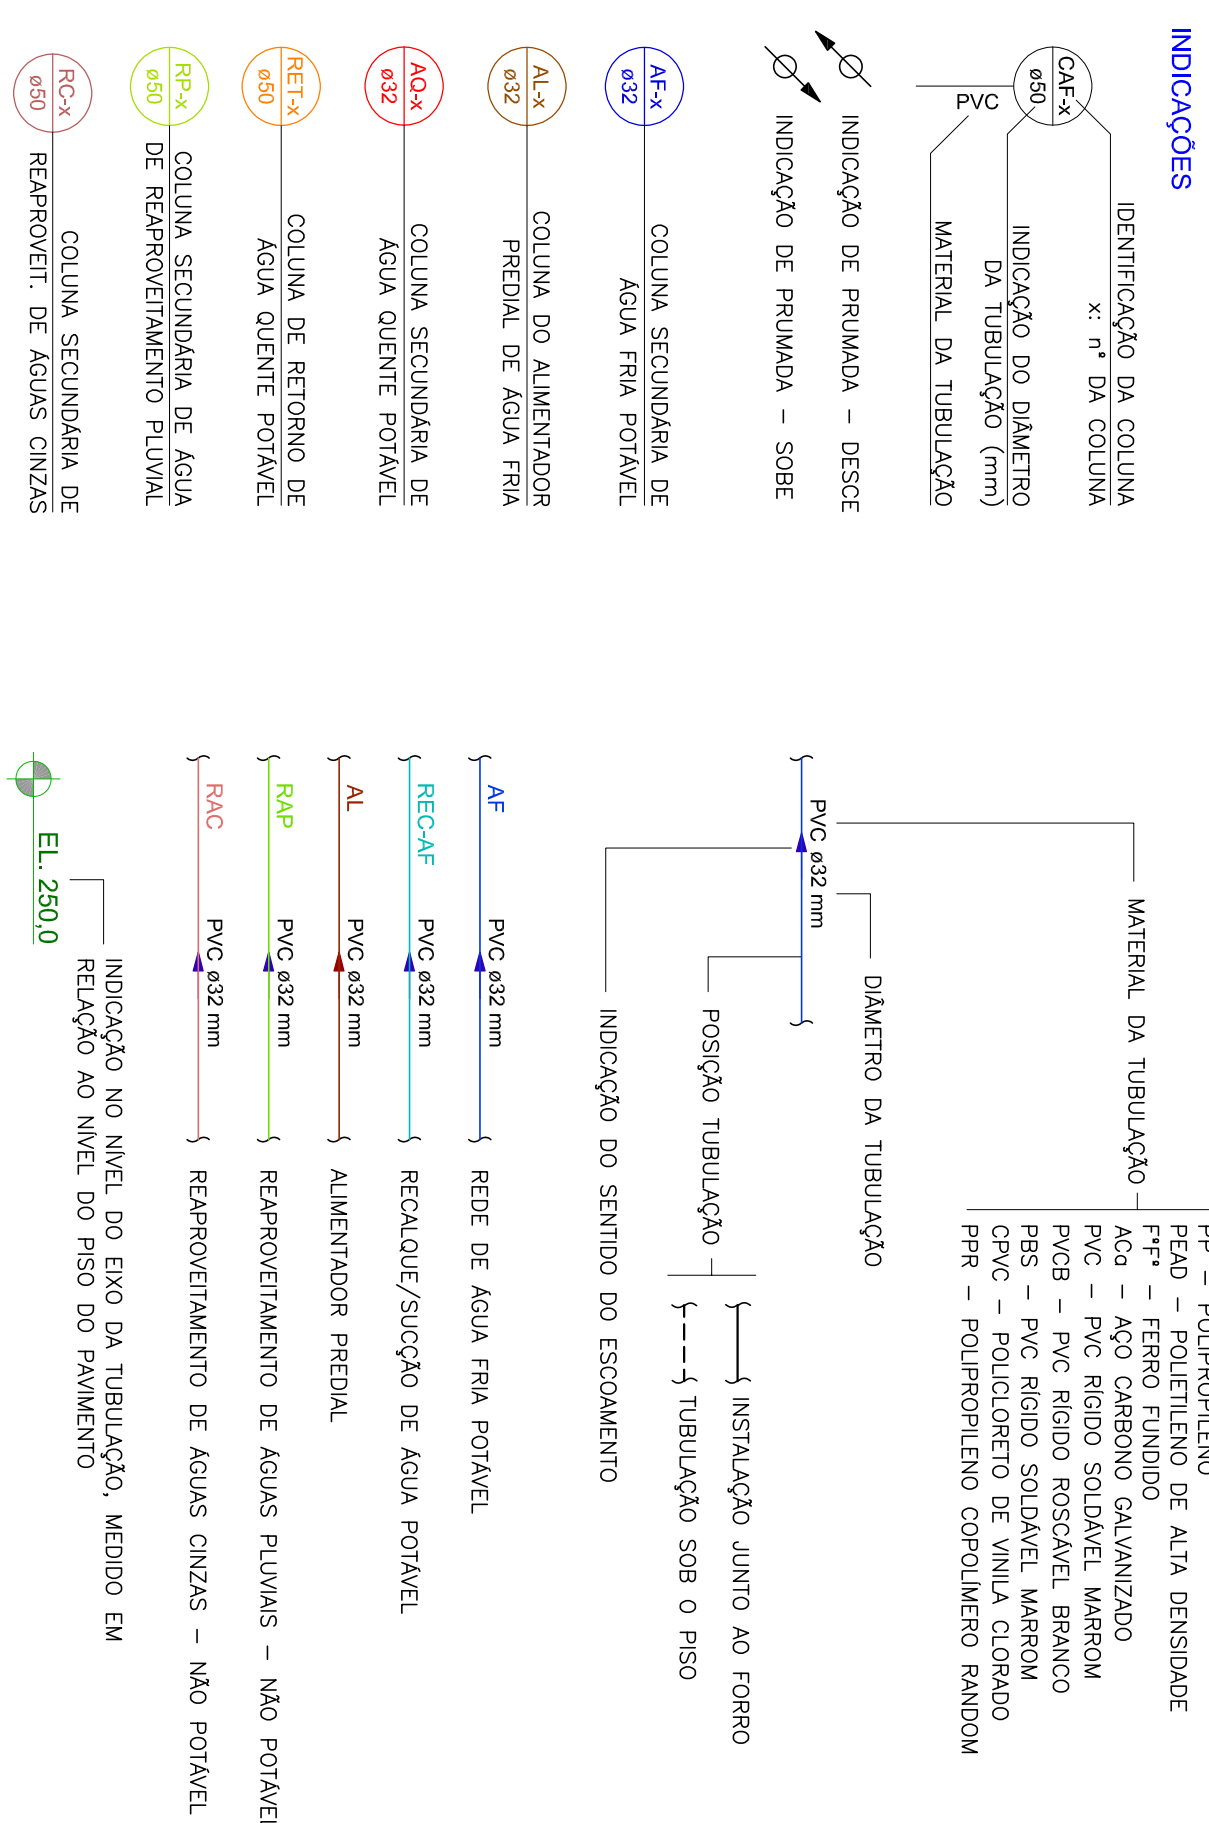 INDICAÇÕES
CAF-x
ø50
PVC
IDENTIFICAÇÃO DA COLUNA
x: nº DA COLUNA
INDICAÇÃO DO DIÂMETRO
DA TUBULAÇÃO (mm)
MATERIAL DA TUBULAÇÃO
INDICAÇÃO DE PRUMADA – DESCE
INDICAÇÃO DE PRUMADA – SOBE
AF-x
ø32
COLUNA SECUNDÁRIA DE
ÁGUA FRIA POTÁVEL
AL-x
ø32
COLUNA DO ALIMENTADOR
PREDIAL DE ÁGUA FRIA
AQ-x
ø32
COLUNA SECUNDÁRIA DE
ÁGUA QUENTE POTÁVEL
RET-x
ø50
COLUNA DE RETORNO DE
ÁGUA QUENTE POTÁVEL
RP-x
ø50
COLUNA SECUNDÁRIA DE ÁGUA
DE REAPROVEITAMENTO PLUVIAL
RC-x
ø50
COLUNA SECUNDÁRIA DE
REAPROVEIT. DE ÁGUAS CINZAS
PP – POLIPROPILENO
PEAD – POLIETILENO DE ALTA DENSIDADE
FºFº – FERRO FUNDIDO
ACG – AÇO CARBONO GALVANIZADO
PVC – PVC RÍGIDO SOLDÁVEL MARROM
PVCB – PVC RÍGIDO ROSCÁVEL BRANCO
PBS – PVC RÍGIDO SOLDÁVEL MARROM
CPVC – POLICLORETO DE VINILA CLORADO
PPR – POLIPROPILENO COPOLÍMERO RANDOM
MATERIAL DA TUBULAÇÃO
DIÂMETRO DA TUBULAÇÃO
PVC ø32 mm
POSIÇÃO TUBULAÇÃO
INSTALAÇÃO JUNTO AO FORRO
TUBULAÇÃO SOB O PISO
INDICAÇÃO DO SENTIDO DO ESCOAMENTO
AF PVC ø32 mm REDE DE ÁGUA FRIA POTÁVEL
REC-AF PVC ø32 mm RECALQUE/SUCÇÃO DE ÁGUA POTÁVEL
AL PVC ø32 mm ALIMENTADOR PREDIAL
RAP PVC ø32 mm REAPROVEITAMENTO DE ÁGUAS PLUVIAIS – NÃO POTÁVEL
RAC PVC ø32 mm REAPROVEITAMENTO DE ÁGUAS CINZAS – NÃO POTÁVEL
EL. 250,0
INDICAÇÃO NO NÍVEL DO EIXO DA TUBULAÇÃO, MEDIDO EM
RELAÇÃO AO NÍVEL DO PISO DO PAVIMENTO